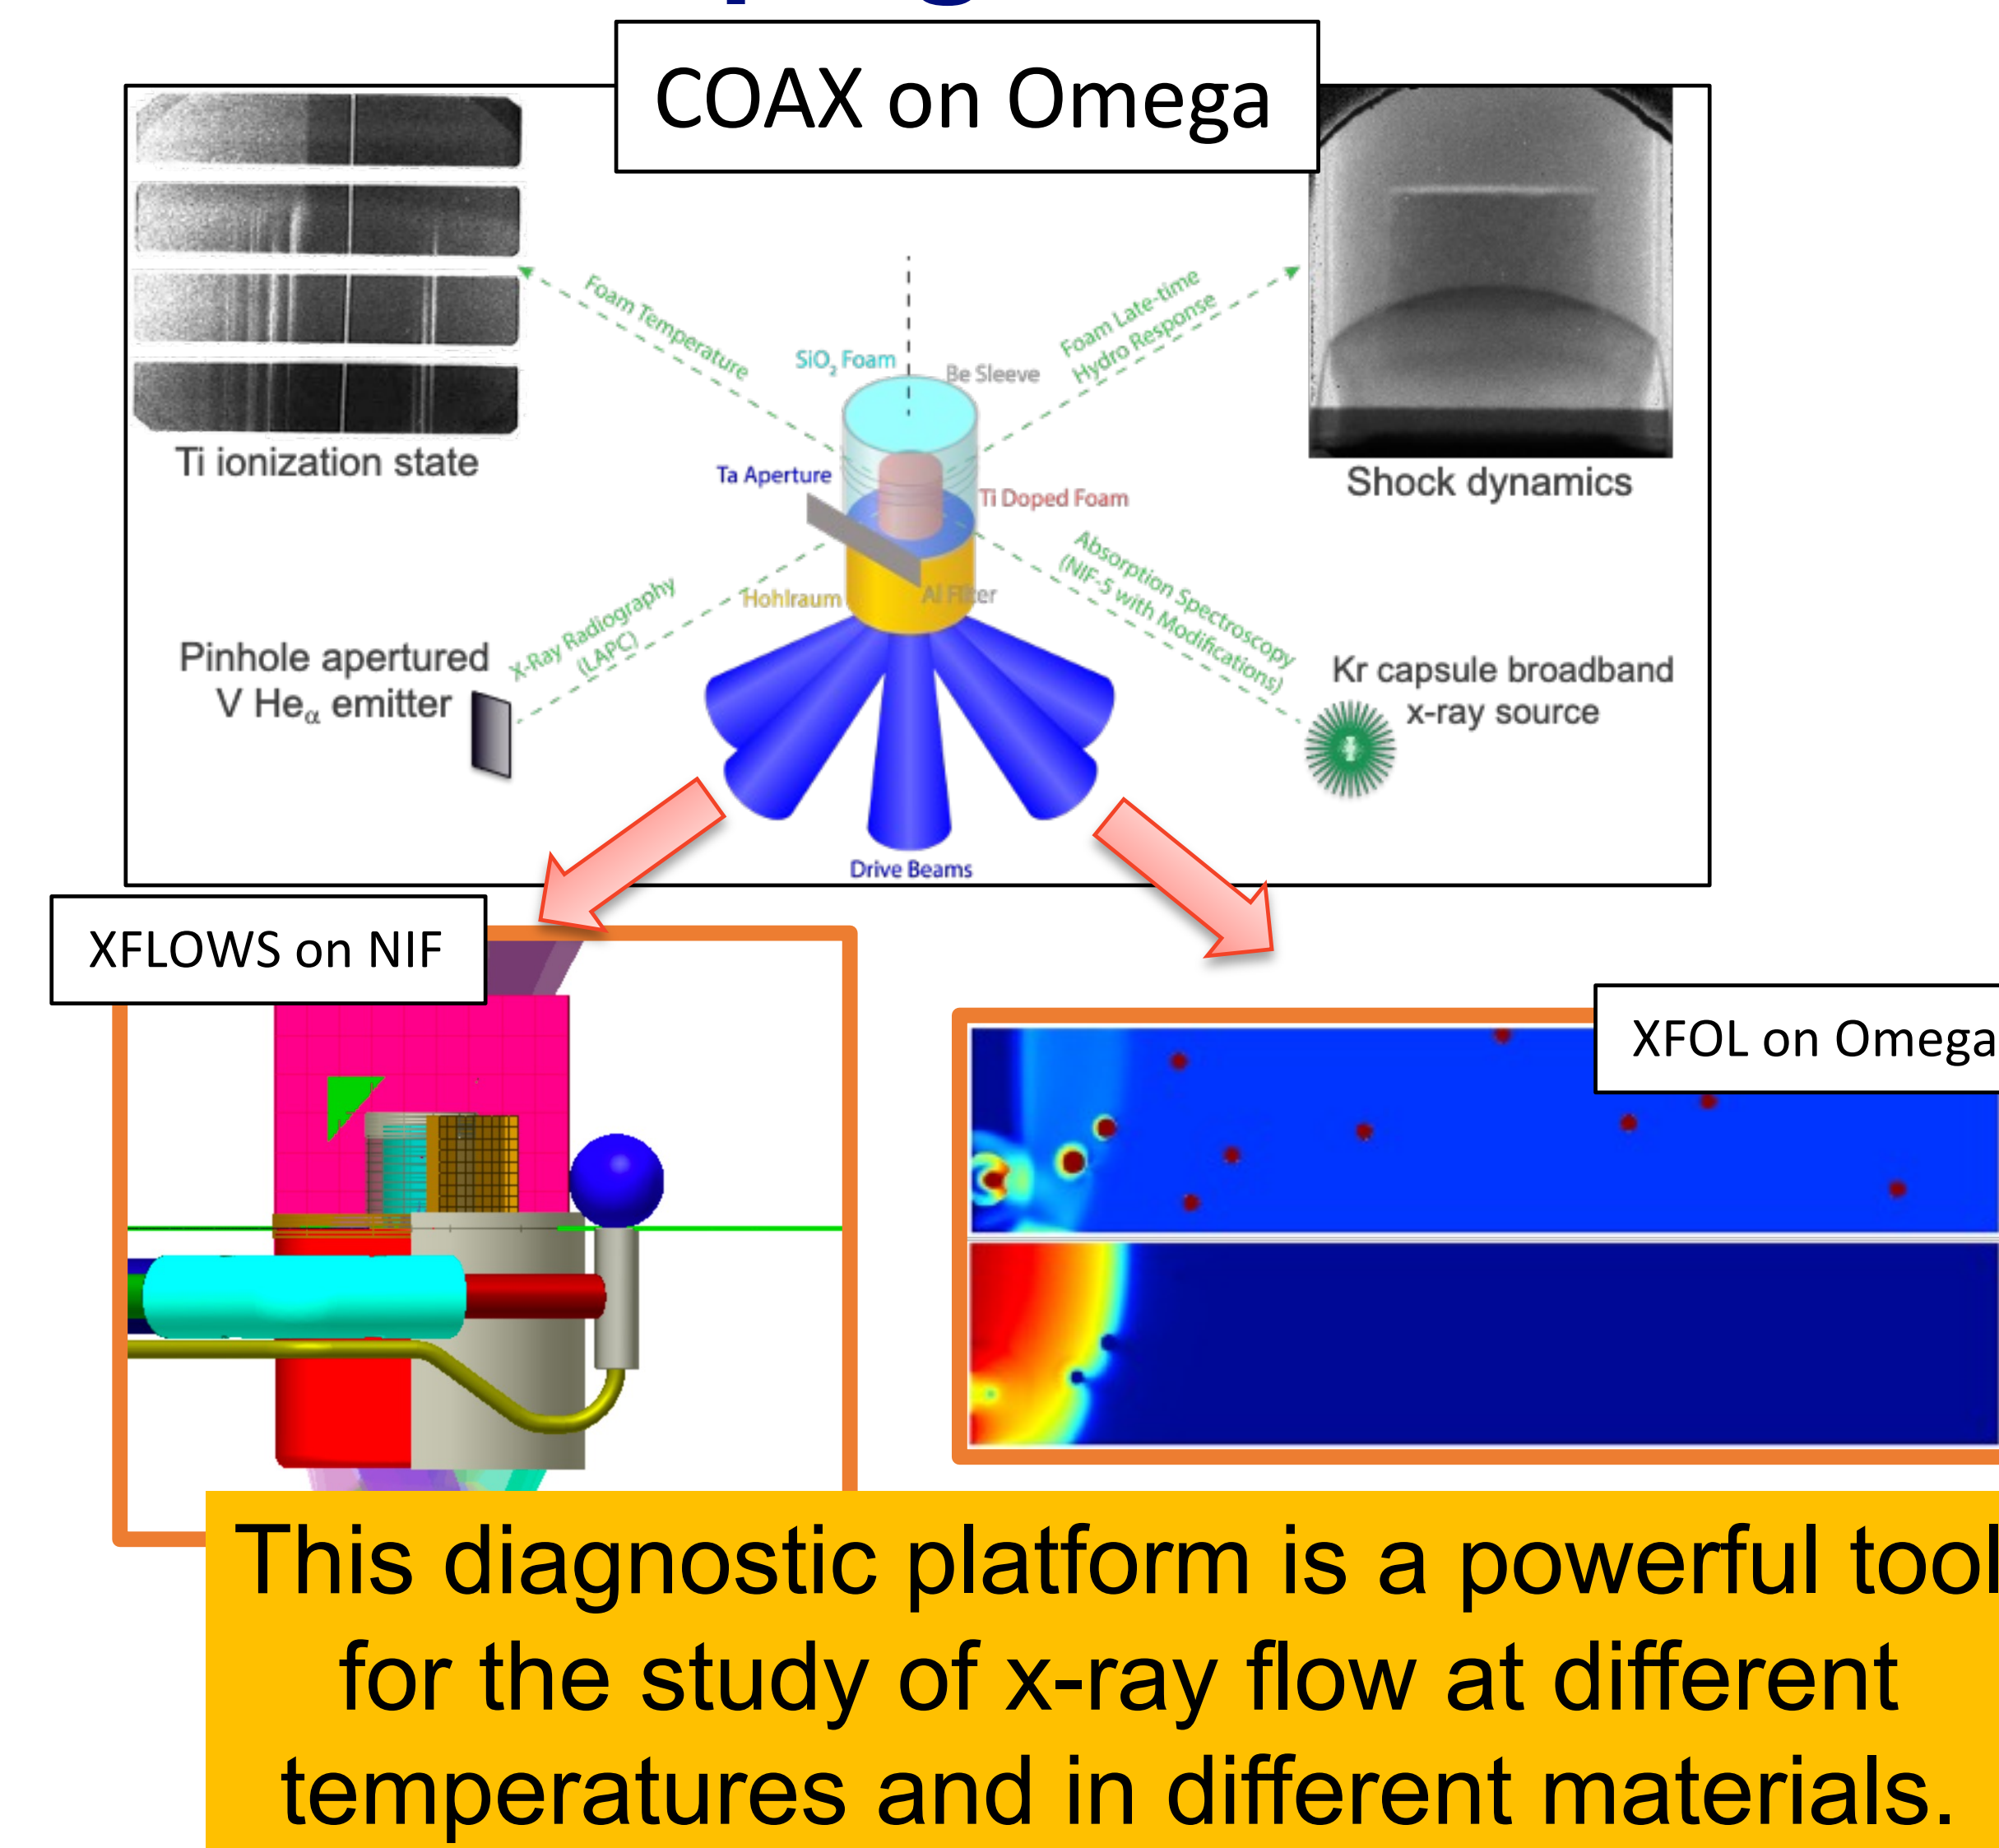 COAX on Omega
Foam Temperature
Foam Late-time
Hydro Response
SiO₂ Foam
Be Sleeve
Ti ionization state
Ta Aperture
Ti Doped Foam
Shock dynamics
Absorption Spectroscopy
(NIF-5 with Modifications)
Hohlraum
Al Filter
X-Ray Radiography
(LAPC)
Pinhole apertured
V Heα emitter
Kr capsule broadband
x-ray source
Drive Beams
XFLOWS on NIF
XFOL on Omega
This diagnostic platform is a powerful tool
for the study of x-ray flow at different
temperatures and in different materials.